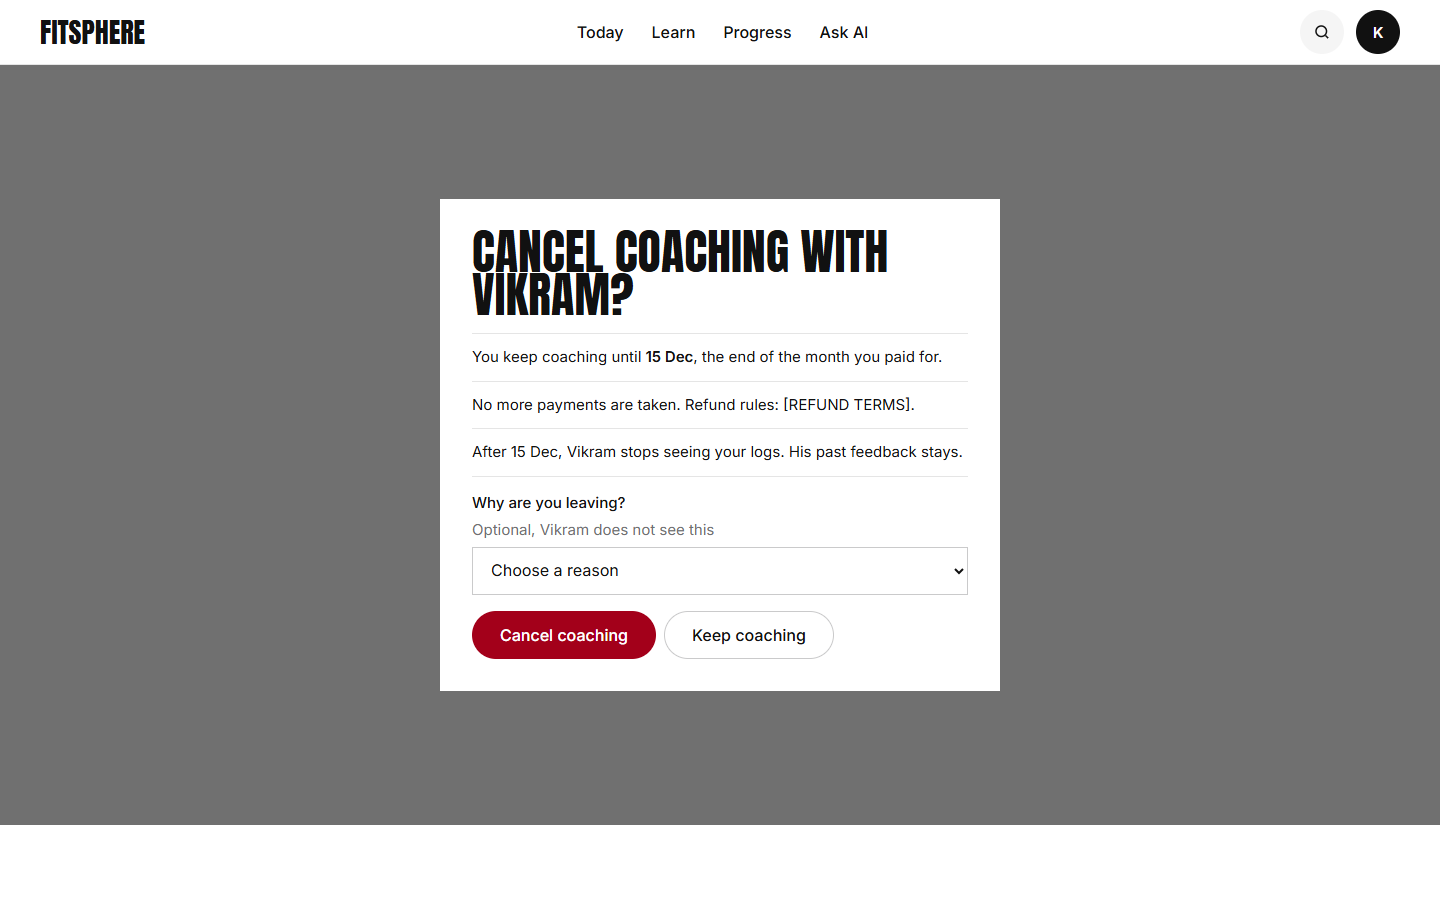 FITSPHERE
Today
Learn
Progress
Ask AI
K
CANCEL COACHING WITH
VIKRAM?
You keep coaching until 15 Dec, the end of the month you paid for.
No more payments are taken. Refund rules: [REFUND TERMS].
After 15 Dec, Vikram stops seeing your logs. His past feedback stays.
Why are you leaving?
Optional, Vikram does not see this
Choose a reason
Cancel coaching
Keep coaching